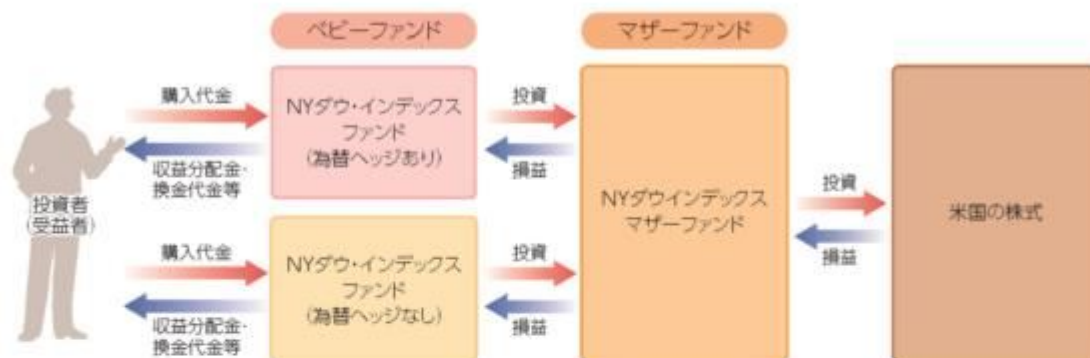 ベビーファンド
マザーファンド
購入代金
収益分配金・
換金代金等
投資者
(受益者)
購入代金
収益分配金・
換金代金等
NYダウ・インデックス
ファンド
(為替ヘッジあり)
NYダウ・インデックス
ファンド
(為替ヘッジなし)
投資
損益
投資
損益
NYダウインデックス
マザーファンド
投資
損益
米国の株式